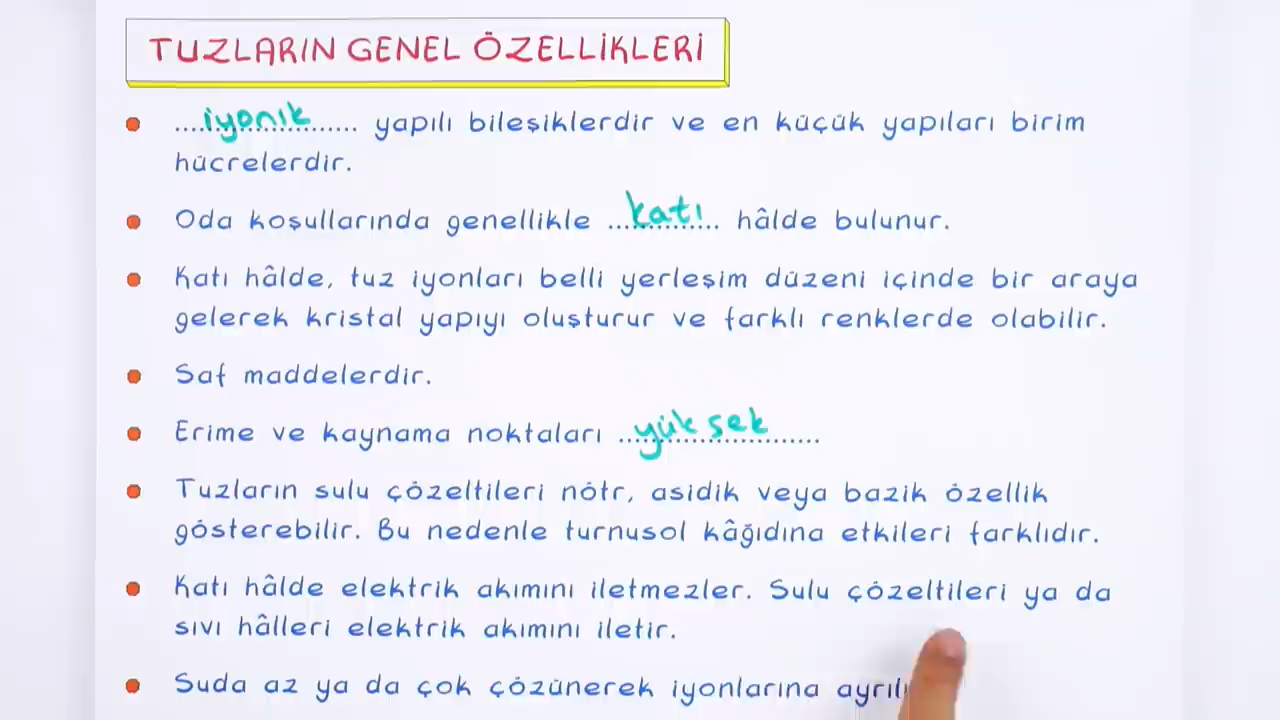 TUZLARIN GENEL ÖZELLİKLERİ
....iyonik.... yapılı bileşiklerdir ve en küçük yapıları birim
hücrelerdir.
Oda koşullarında genellikle ...katı... hâlde bulunur.
Katı hâlde, tuz iyonları belli yerleşim düzeni içinde bir araya
gelerek kristal yapıyı oluşturur ve farklı renklerde olabilir.
Saf maddelerdir.
Erime ve kaynama noktaları ...yüksek.......
Tuzların sulu çözeltileri nötr, asidik veya bazik özellik
gösterebilir. Bu nedenle turnusol kâğıdına etkileri farklıdır.
Katı hâlde elektrik akımını iletmezler. Sulu çözeltileri ya da
sıvı hâlleri elektrik akımını iletir.
Suda az ya da çok çözünerek iyonlarına